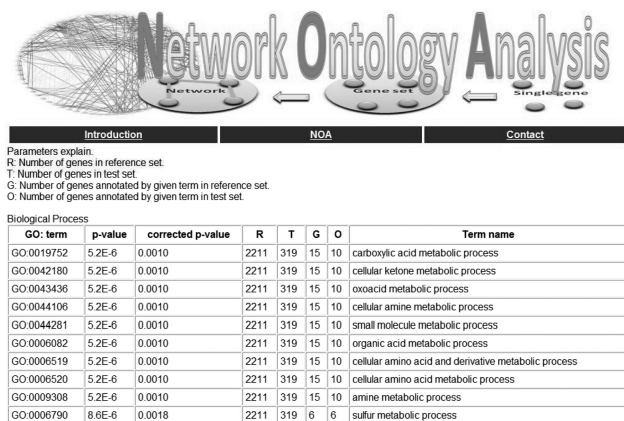 Network Ontology Analysis
Network Gene set Single gene
Introduction NOA Contact
Parameters explain.
R: Number of genes in reference set.
T: Number of genes in test set.
G: Number of genes annotated by given term in reference set.
O: Number of genes annotated by given term in test set.
Biological Process
GO: term p-value corrected p-value R T G O Term name
GO:0019752 5.2E-6 0.0010 2211 319 15 10 carboxylic acid metabolic process
GO:0042180 5.2E-6 0.0010 2211 319 15 10 cellular ketone metabolic process
GO:0043436 5.2E-6 0.0010 2211 319 15 10 oxoacid metabolic process
GO:0044106 5.2E-6 0.0010 2211 319 15 10 cellular amine metabolic process
GO:0044281 5.2E-6 0.0010 2211 319 15 10 small molecule metabolic process
GO:0006082 5.2E-6 0.0010 2211 319 15 10 organic acid metabolic process
GO:0006519 5.2E-6 0.0010 2211 319 15 10 cellular amino acid and derivative metabolic process
GO:0006520 5.2E-6 0.0010 2211 319 15 10 cellular amino acid metabolic process
GO:0009308 5.2E-6 0.0010 2211 319 15 10 amine metabolic process
GO:0006790 8.6E-6 0.0018 2211 319 6 6 sulfur metabolic process